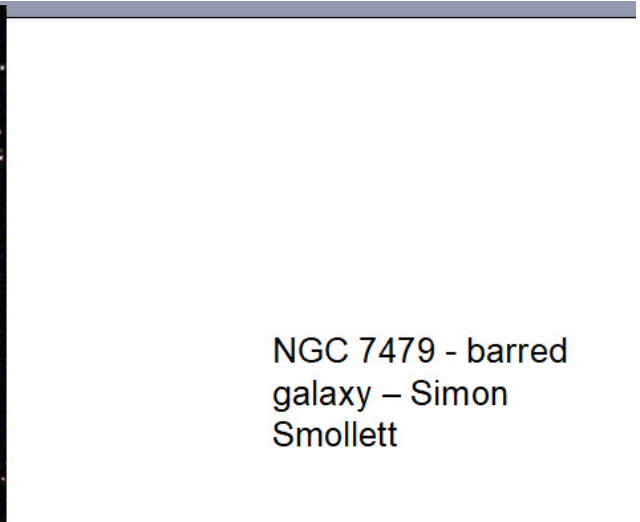 NGC 7479 - barred
galaxy – Simon
Smollett